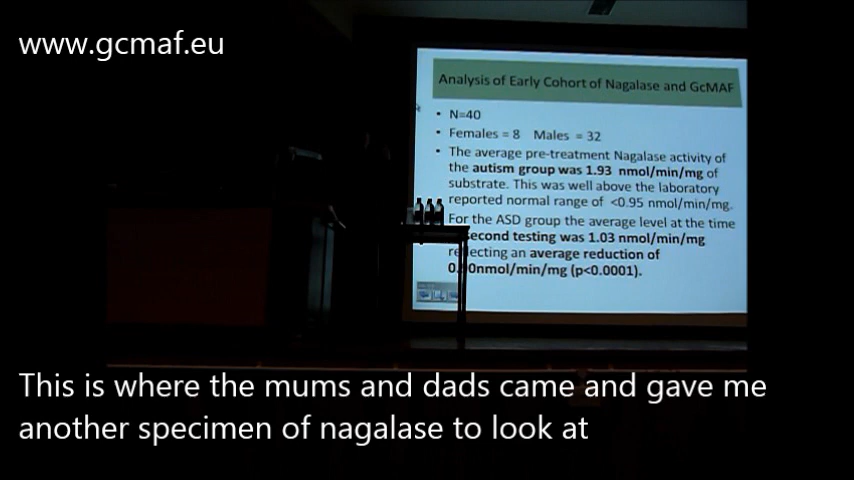 www.gcmaf.eu
Analysis of Early Cohort of Nagalase and GcMAF
• N=40
• Females = 8 Males = 32
• The average pre-treatment Nagalase activity of
the autism group was 1.93 nmol/min/mg of
substrate. This was well above the laboratory
reported normal range of <0.95 nmol/min/mg.
For the ASD group the average level at the time
second testing was 1.03 nmol/min/mg
an average reduction of
(p<0.0001).
This is where the mums and dads came and gave me
another specimen of nagalase to look at